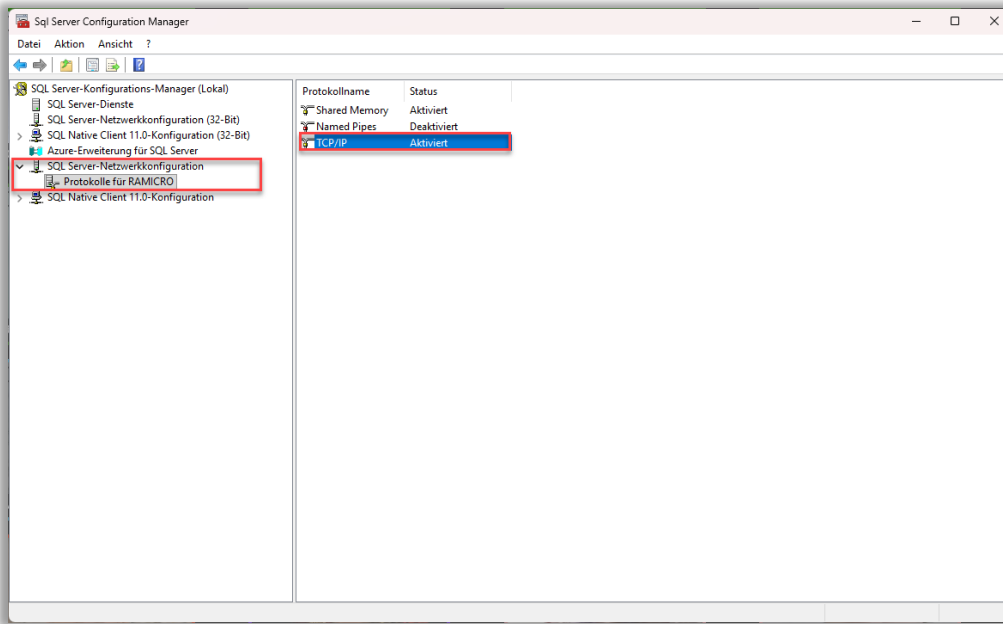 Sql Server Configuration Manager
Datei Aktion Ansicht ?
SQL Server-Konfigurations-Manager (Lokal)
SQL Server-Dienste
SQL Server-Netzwerkkonfiguration (32-Bit)
SQL Native Client 11.0-Konfiguration (32-Bit)
Azure-Erweiterung für SQL Server
SQL Server-Netzwerkkonfiguration
Protokolle für RAMICRO
SQL Native Client 11.0-Konfiguration
Protokollname Status
Shared Memory Aktiviert
Named Pipes Deaktiviert
TCP/IP Aktiviert